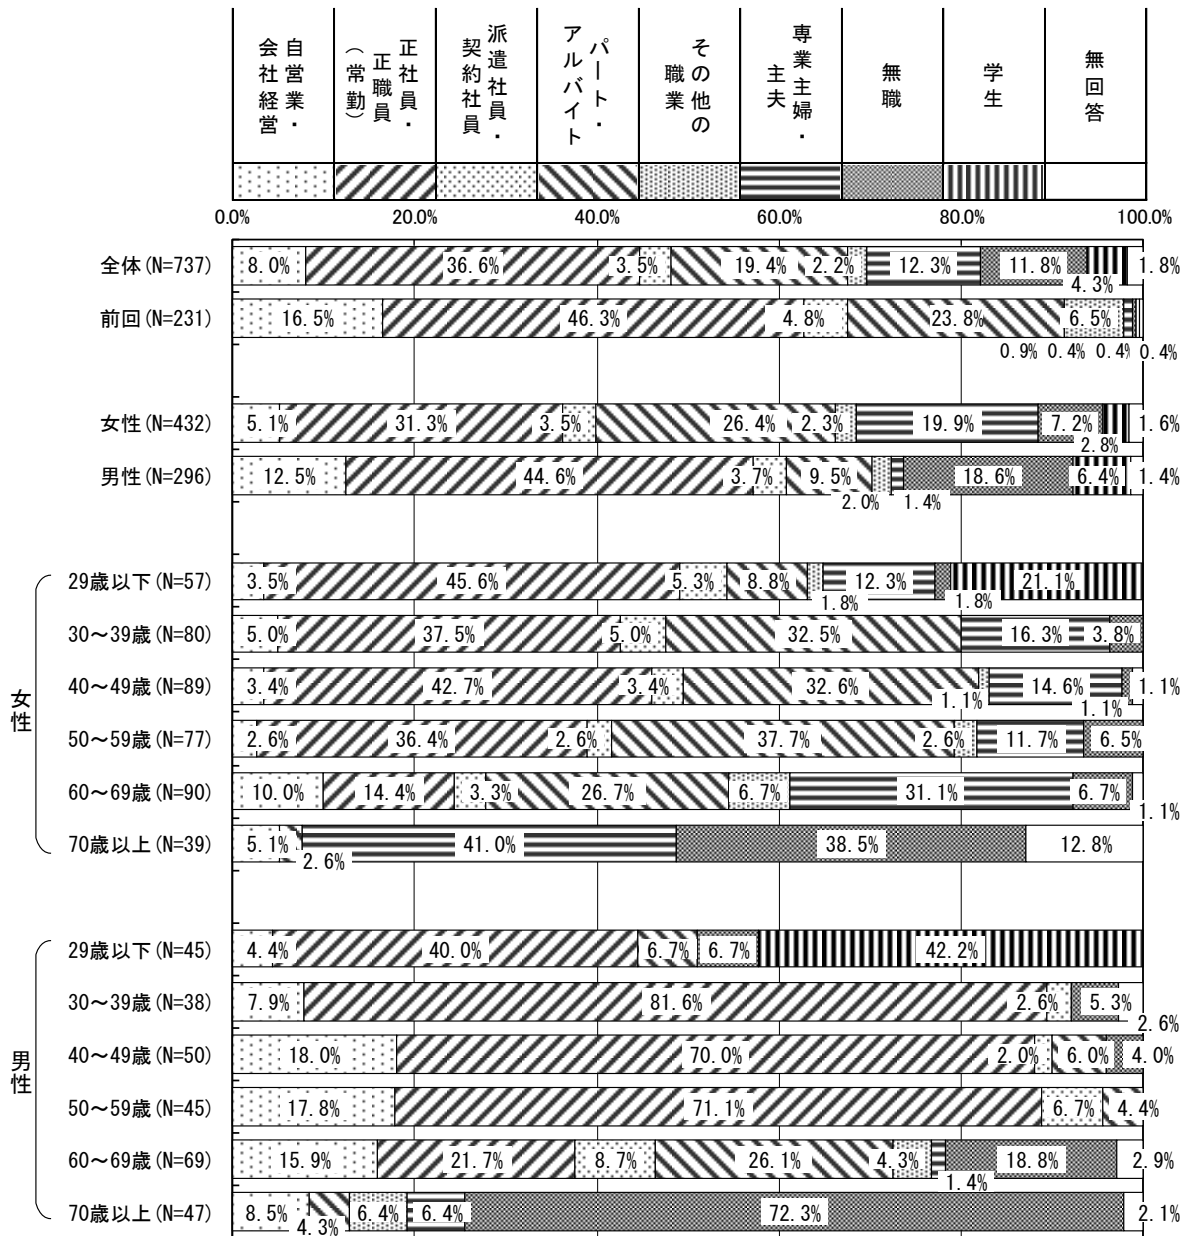 自営業・会社経営
正社員・正職員（常勤）
派遣社員・契約社員
パート・アルバイト
その他の職業
専業主婦・主夫
無職
学生
無回答
0.0% 20.0% 40.0% 60.0% 80.0% 100.0%
全体(N=737) 8.0% 36.6% 3.5% 19.4% 2.2% 12.3% 11.8% 4.3% 1.8%
前回(N=231) 16.5% 46.3% 4.8% 23.8% 6.5% 0.9% 0.4% 0.4% 0.4%
女性(N=432) 5.1% 31.3% 3.5% 26.4% 2.3% 19.9% 7.2% 2.8% 1.6%
男性(N=296) 12.5% 44.6% 3.7% 9.5% 2.0% 1.4% 18.6% 6.4% 1.4%
女性
29歳以下(N=57) 3.5% 45.6% 5.3% 8.8% 1.8% 12.3% 1.8% 21.1%
30～39歳(N=80) 5.0% 37.5% 5.0% 32.5% 16.3% 3.8%
40～49歳(N=89) 3.4% 42.7% 3.4% 32.6% 1.1% 14.6% 1.1% 1.1%
50～59歳(N=77) 2.6% 36.4% 2.6% 37.7% 2.6% 11.7% 6.5%
60～69歳(N=90) 10.0% 14.4% 3.3% 26.7% 6.7% 31.1% 6.7% 1.1%
70歳以上(N=39) 5.1% 2.6% 41.0% 38.5% 12.8%
男性
29歳以下(N=45) 4.4% 40.0% 6.7% 6.7% 42.2%
30～39歳(N=38) 7.9% 81.6% 2.6% 5.3% 2.6%
40～49歳(N=50) 18.0% 70.0% 2.0% 6.0% 4.0%
50～59歳(N=45) 17.8% 71.1% 6.7% 4.4%
60～69歳(N=69) 15.9% 21.7% 8.7% 26.1% 4.3% 1.4% 18.8% 2.9%
70歳以上(N=47) 8.5% 4.3% 6.4% 6.4% 72.3% 2.1%